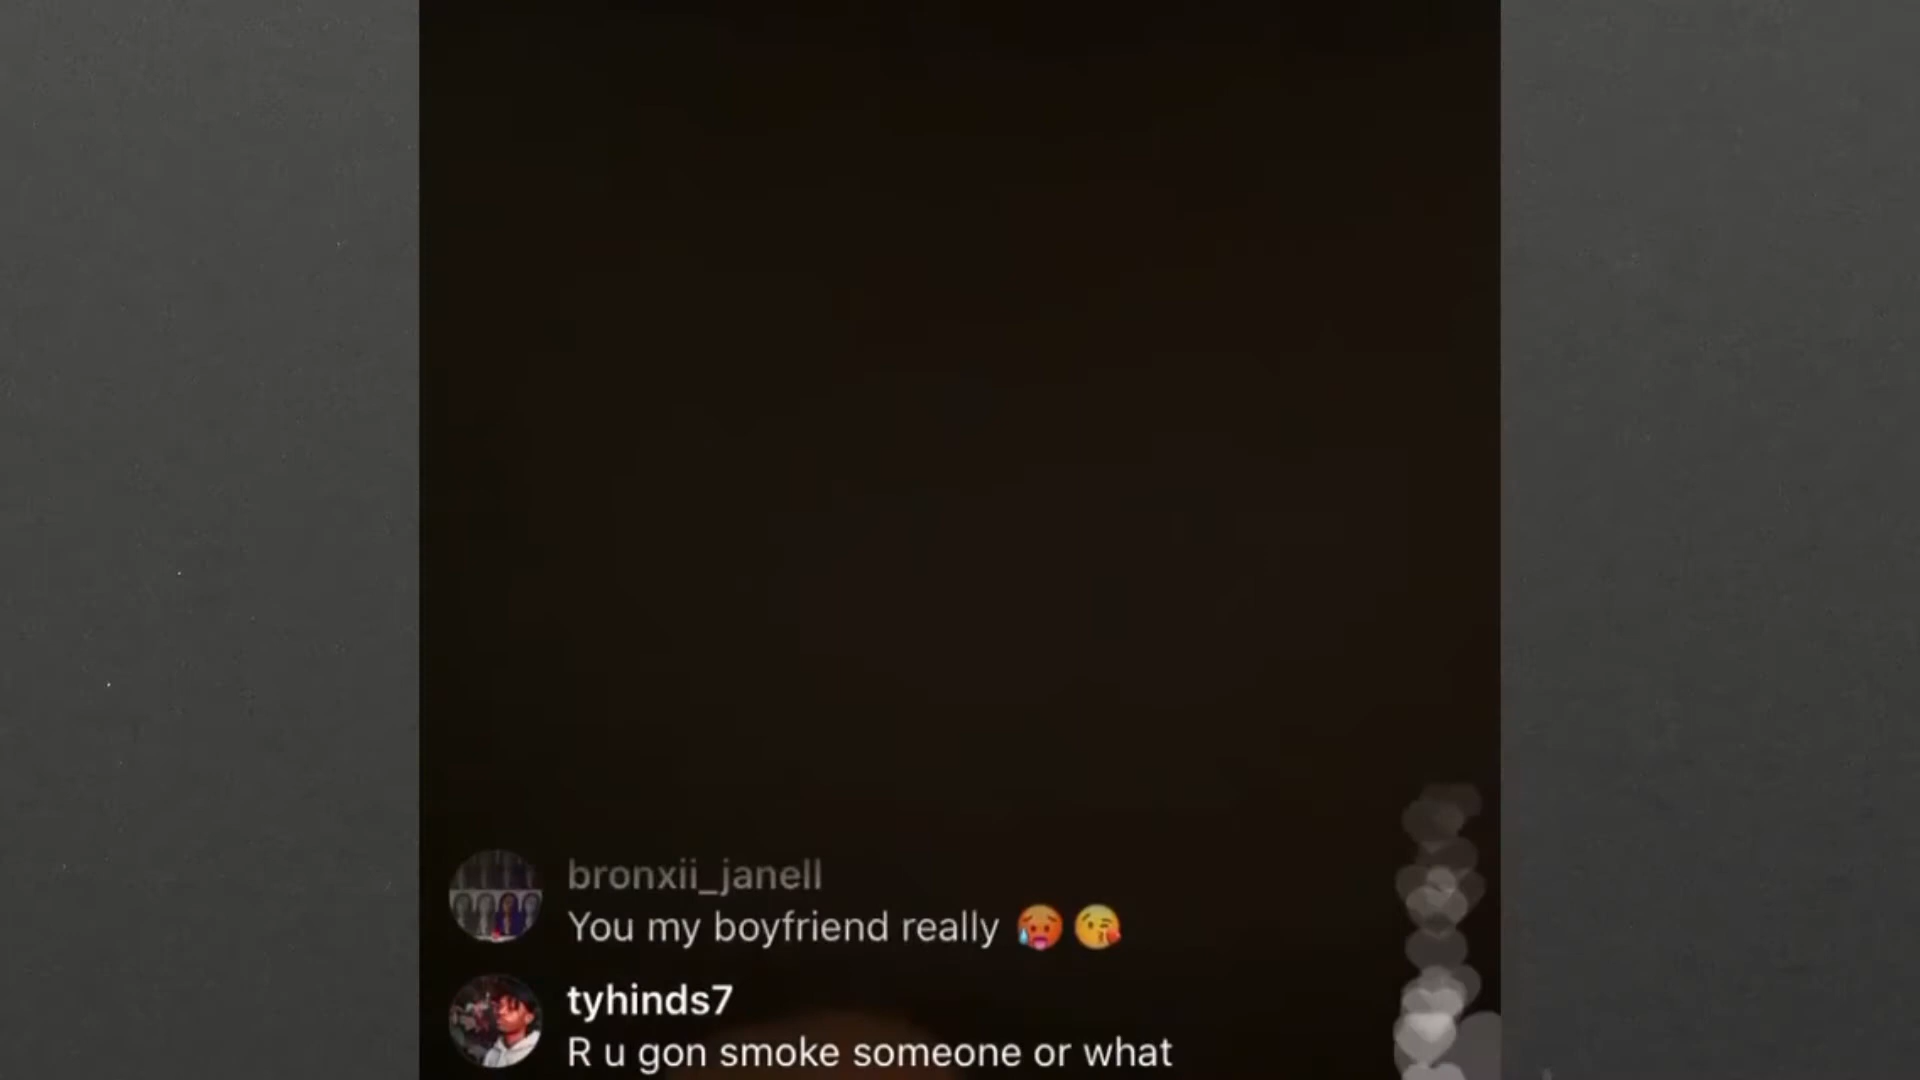 bronxii_janell
You my boyfriend really 🥵 😘
tyhinds7
R u gon smoke someone or what